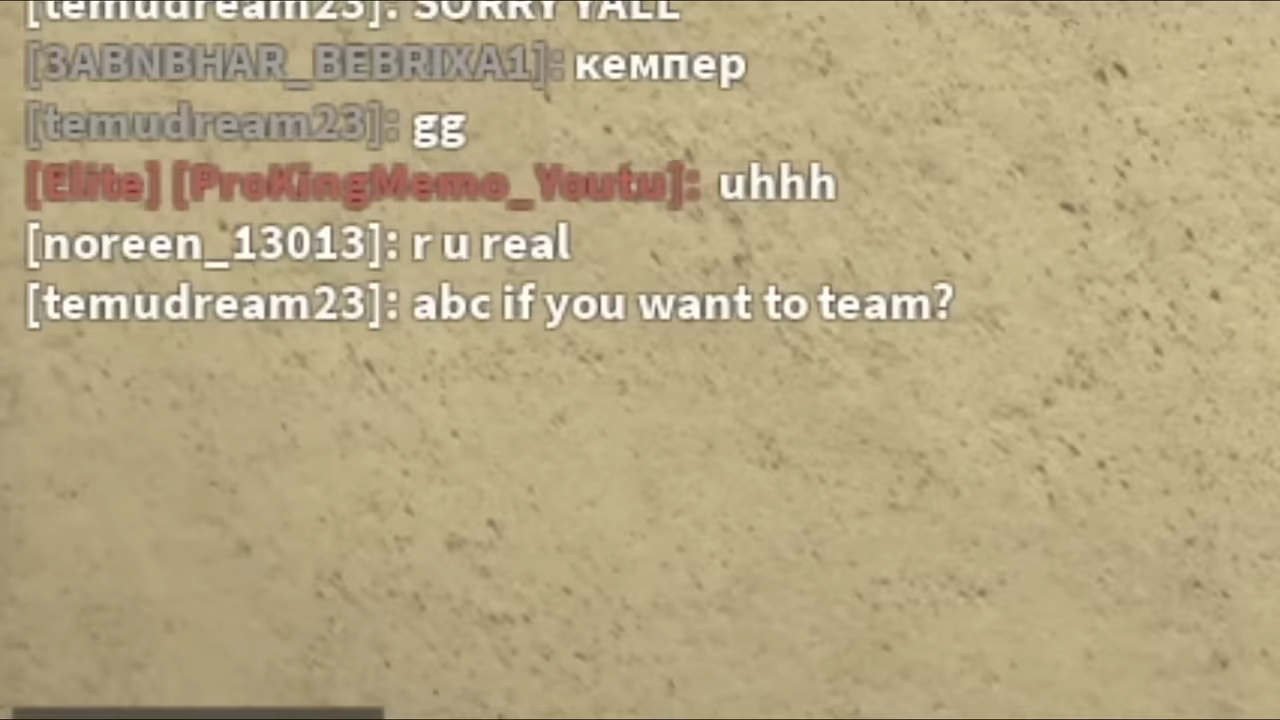 [temudream23]: SORRY YALL
[3ABNBHAR_BEBRIXA1]: кемпер
[temudream23]: gg
[Elite] [ProKingMemo_Youtu]: uhhh
[noreen_13013]: r u real
[temudream23]: abc if you want to team?